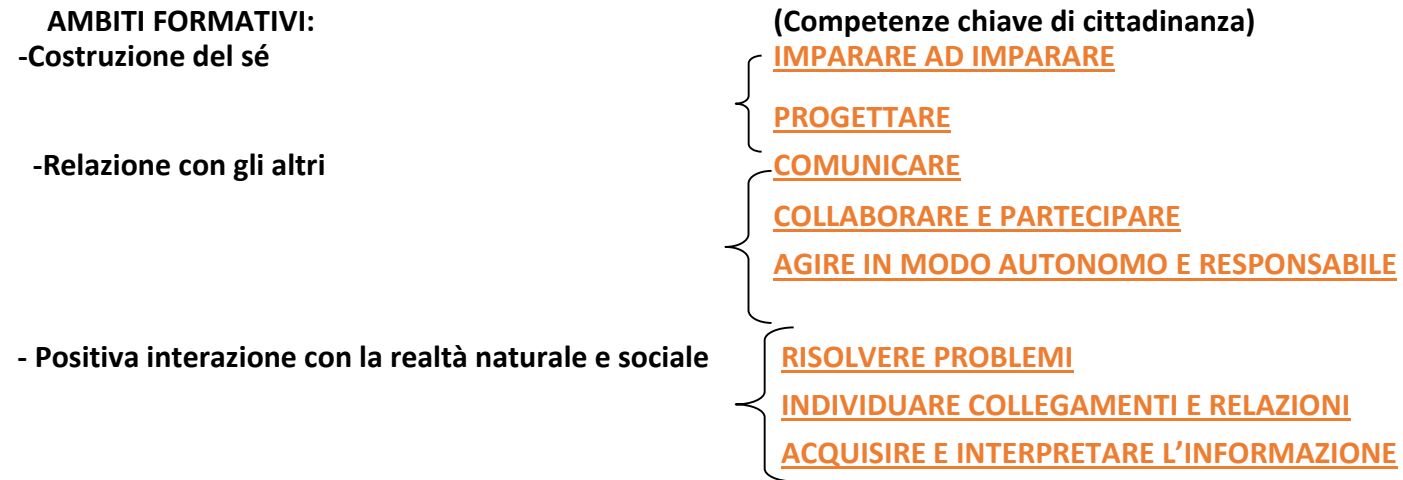 AMBITI FORMATIVI: (Competenze chiave di cittadinanza)
-Costruzione del sé IMPARARE AD IMPARARE
PROGETTARE
-Relazione con gli altri COMUNICARE
COLLABORARE E PARTECIPARE
AGIRE IN MODO AUTONOMO E RESPONSABILE
- Positiva interazione con la realtà naturale e sociale RISOLVERE PROBLEMI
INDIVIDUARE COLLEGAMENTI E RELAZIONI
ACQUISIRE E INTERPRETARE L’INFORMAZIONE